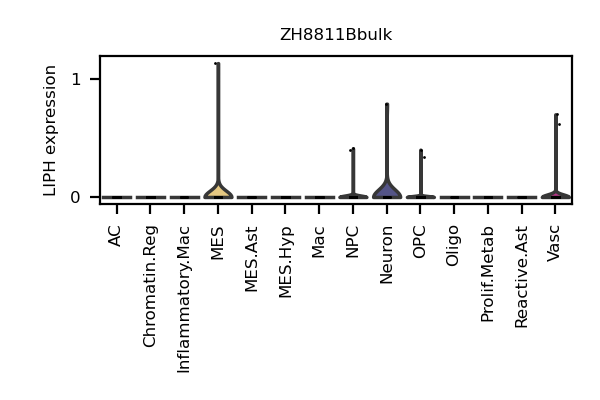 ZH8811Bbulk
LIPH expression
1
0
AC
Chromatin.Reg
Inflammatory.Mac
MES
MES.Ast
MES.Hyp
Mac
NPC
Neuron
OPC
Oligo
Prolif.Metab
Reactive.Ast
Vasc